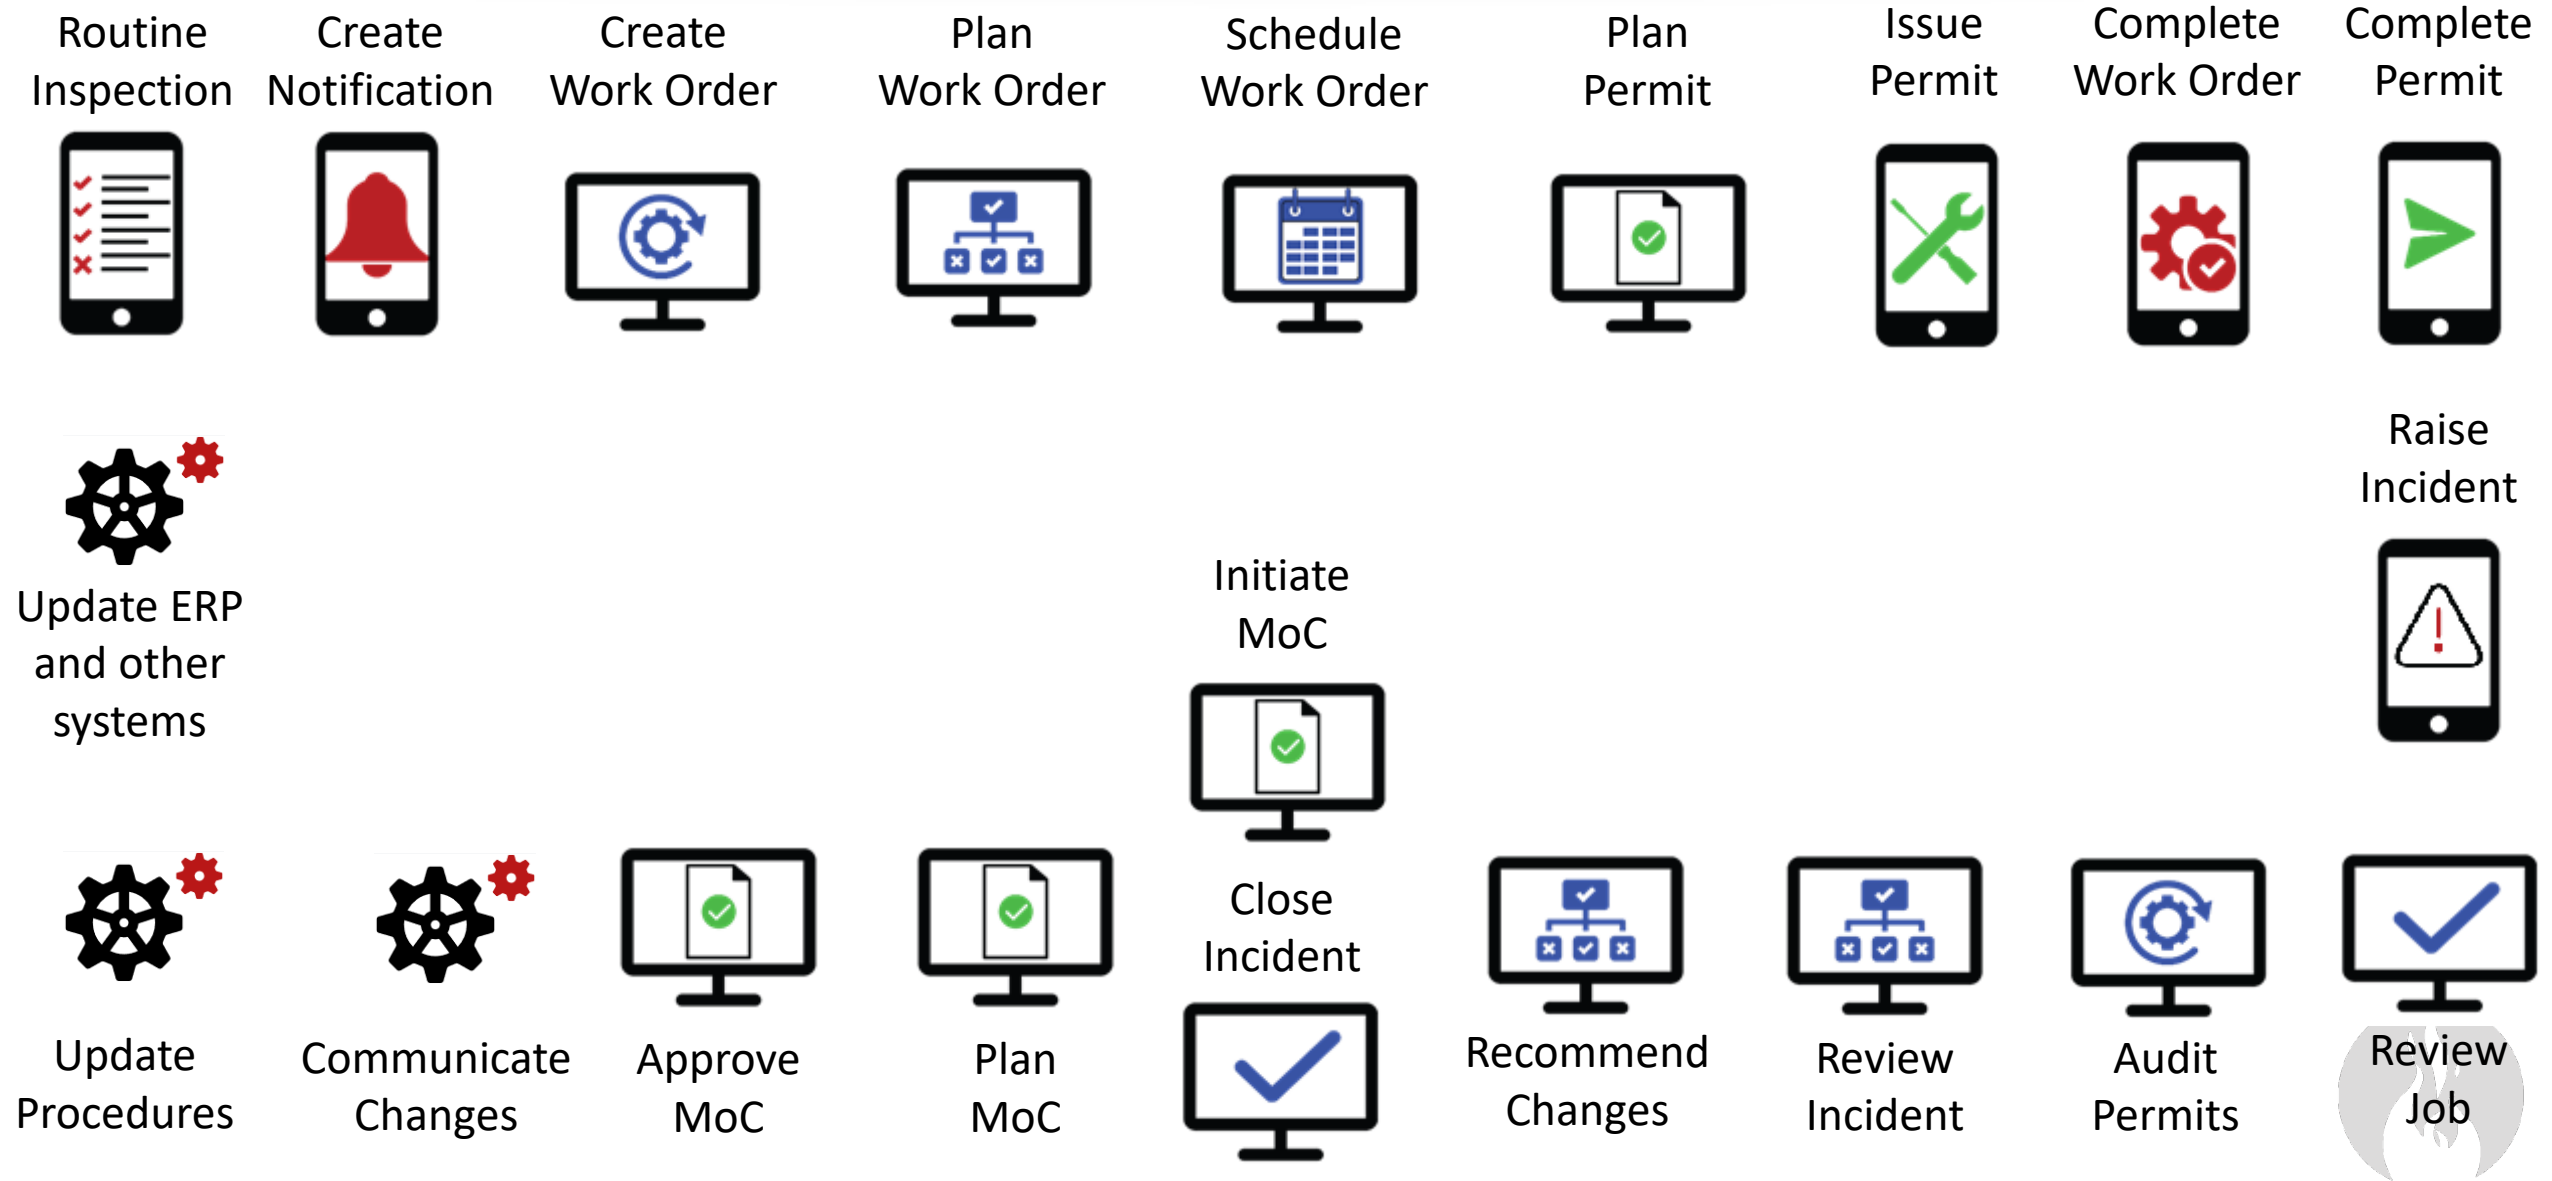 Routine
Inspection
Create
Notification
Create
Work Order
Plan
Work Order
Schedule
Work Order
Plan
Permit
Issue
Permit
Complete
Work Order
Complete
Permit
Raise
Incident
Update ERP
and other
systems
Initiate
MoC
Close
Incident
Update
Procedures
Communicate
Changes
Approve
MoC
Plan
MoC
Recommend
Changes
Review
Incident
Audit
Permits
Review
Job